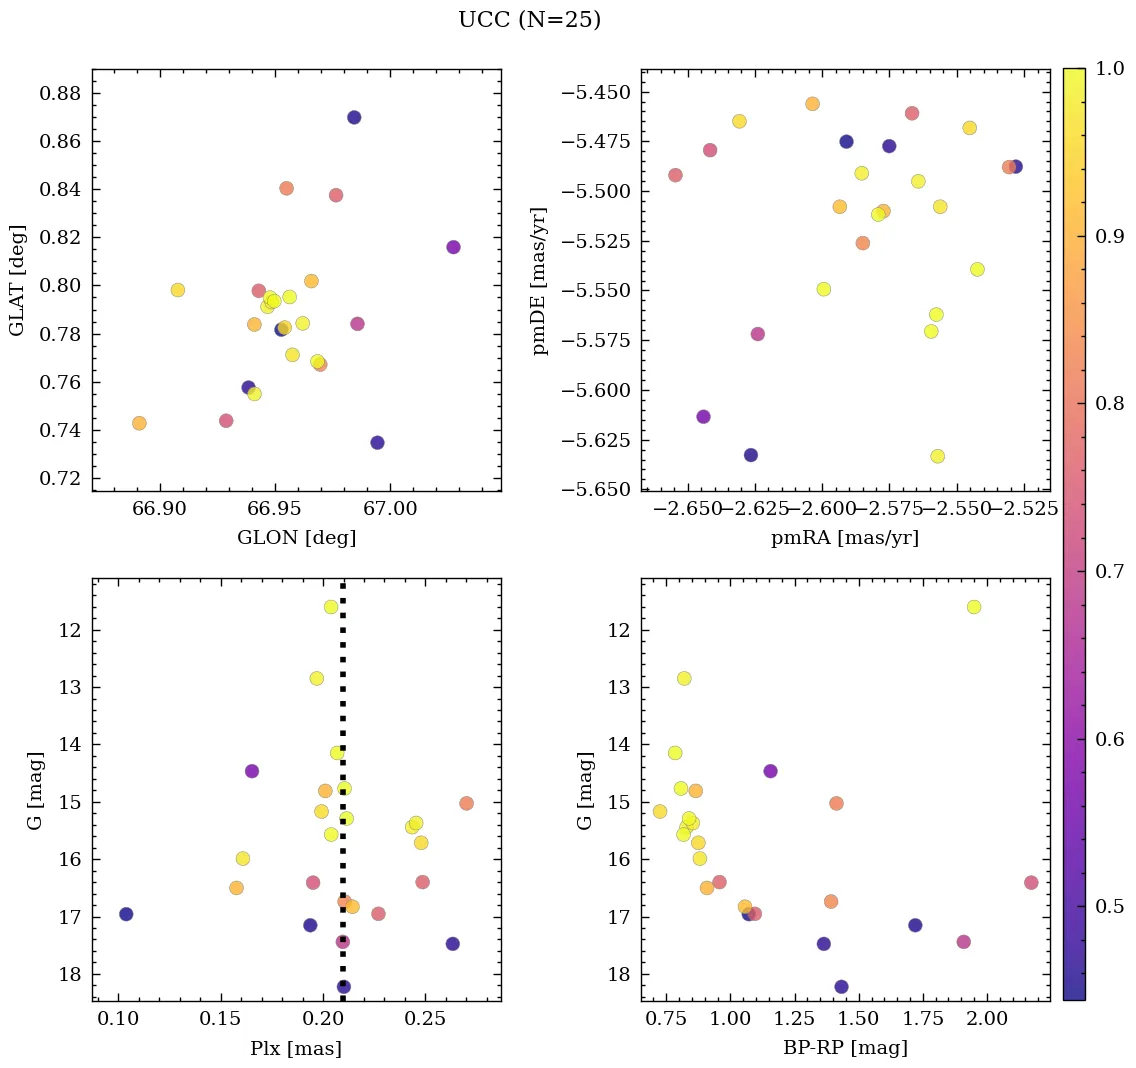 UCC (N=25)
0.88
0.86
0.84
0.82
0.80
0.78
0.76
0.74
0.72
GLAT [deg]
66.90 66.95 67.00
GLON [deg]
−5.450
−5.475
−5.500
−5.525
−5.550
−5.575
−5.600
−5.625
−5.650
pmDE [mas/yr]
−2.650 −2.625 −2.600 −2.575 −2.550 −2.525
pmRA [mas/yr]
1.0
0.9
0.8
0.7
0.6
0.5
12
13
14
15
16
17
18
G [mag]
0.10 0.15 0.20 0.25
Plx [mas]
12
13
14
15
16
17
18
G [mag]
0.75 1.00 1.25 1.50 1.75 2.00
BP-RP [mag]